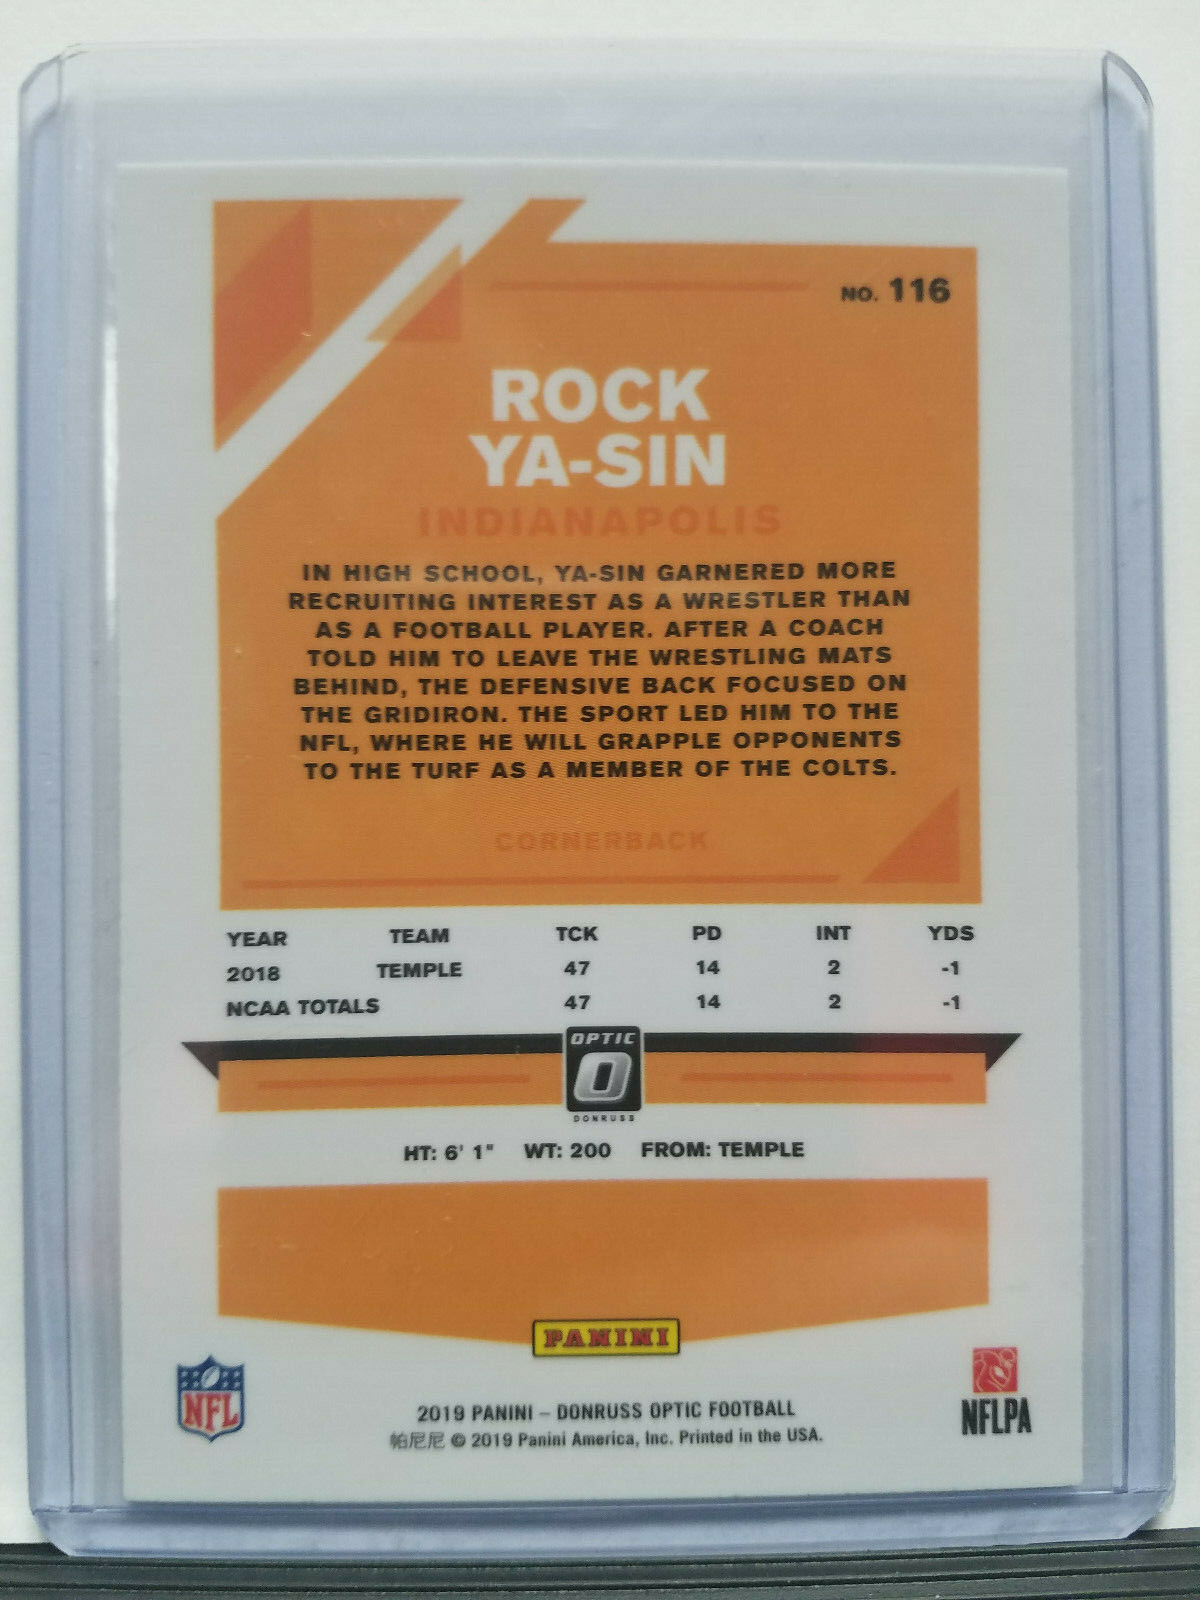 NO. 116
ROCK
YA-SIN
INDIANAPOLIS
IN HIGH SCHOOL, YA-SIN GARNERED MORE
RECRUITING INTEREST AS A WRESTLER THAN
AS A FOOTBALL PLAYER. AFTER A COACH
TOLD HIM TO LEAVE THE WRESTLING MATS
BEHIND, THE DEFENSIVE BACK FOCUSED ON
THE GRIDIRON. THE SPORT LED HIM TO THE
NFL, WHERE HE WILL GRAPPLE OPPONENTS
TO THE TURF AS A MEMBER OF THE COLTS.
CORNERBACK
YEAR TEAM TCK PD INT YDS
2018 TEMPLE 47 14 2 -1
NCAA TOTALS 47 14 2 -1
OPTIC
O
DONRUSS
HT: 6' 1" WT: 200 FROM: TEMPLE
PANINI
NFL
NFLPA
2019 PANINI – DONRUSS OPTIC FOOTBALL
帕尼尼 © 2019 Panini America, Inc. Printed in the USA.